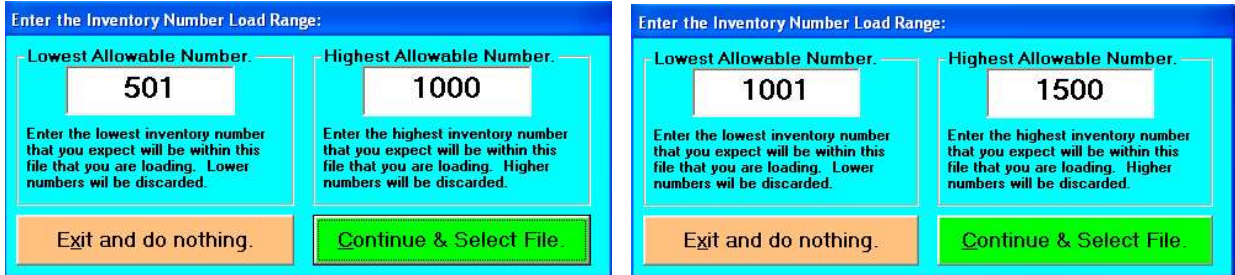 Enter the Inventory Number Load Range:
Lowest Allowable Number.
501
Enter the lowest inventory number
that you expect will be within this
file that you are loading. Lower
numbers wil be discarded.
Highest Allowable Number.
1000
Enter the highest inventory number
that you expect will be within this
file that you are loading. Higher
numbers will be discarded.
Exit and do nothing.
Continue & Select File.
Enter the Inventory Number Load Range:
Lowest Allowable Number.
1001
Enter the lowest inventory number
that you expect will be within this
file that you are loading. Lower
numbers wil be discarded.
Highest Allowable Number.
1500
Enter the highest inventory number
that you expect will be within this
file that you are loading. Higher
numbers will be discarded.
Exit and do nothing.
Continue & Select File.